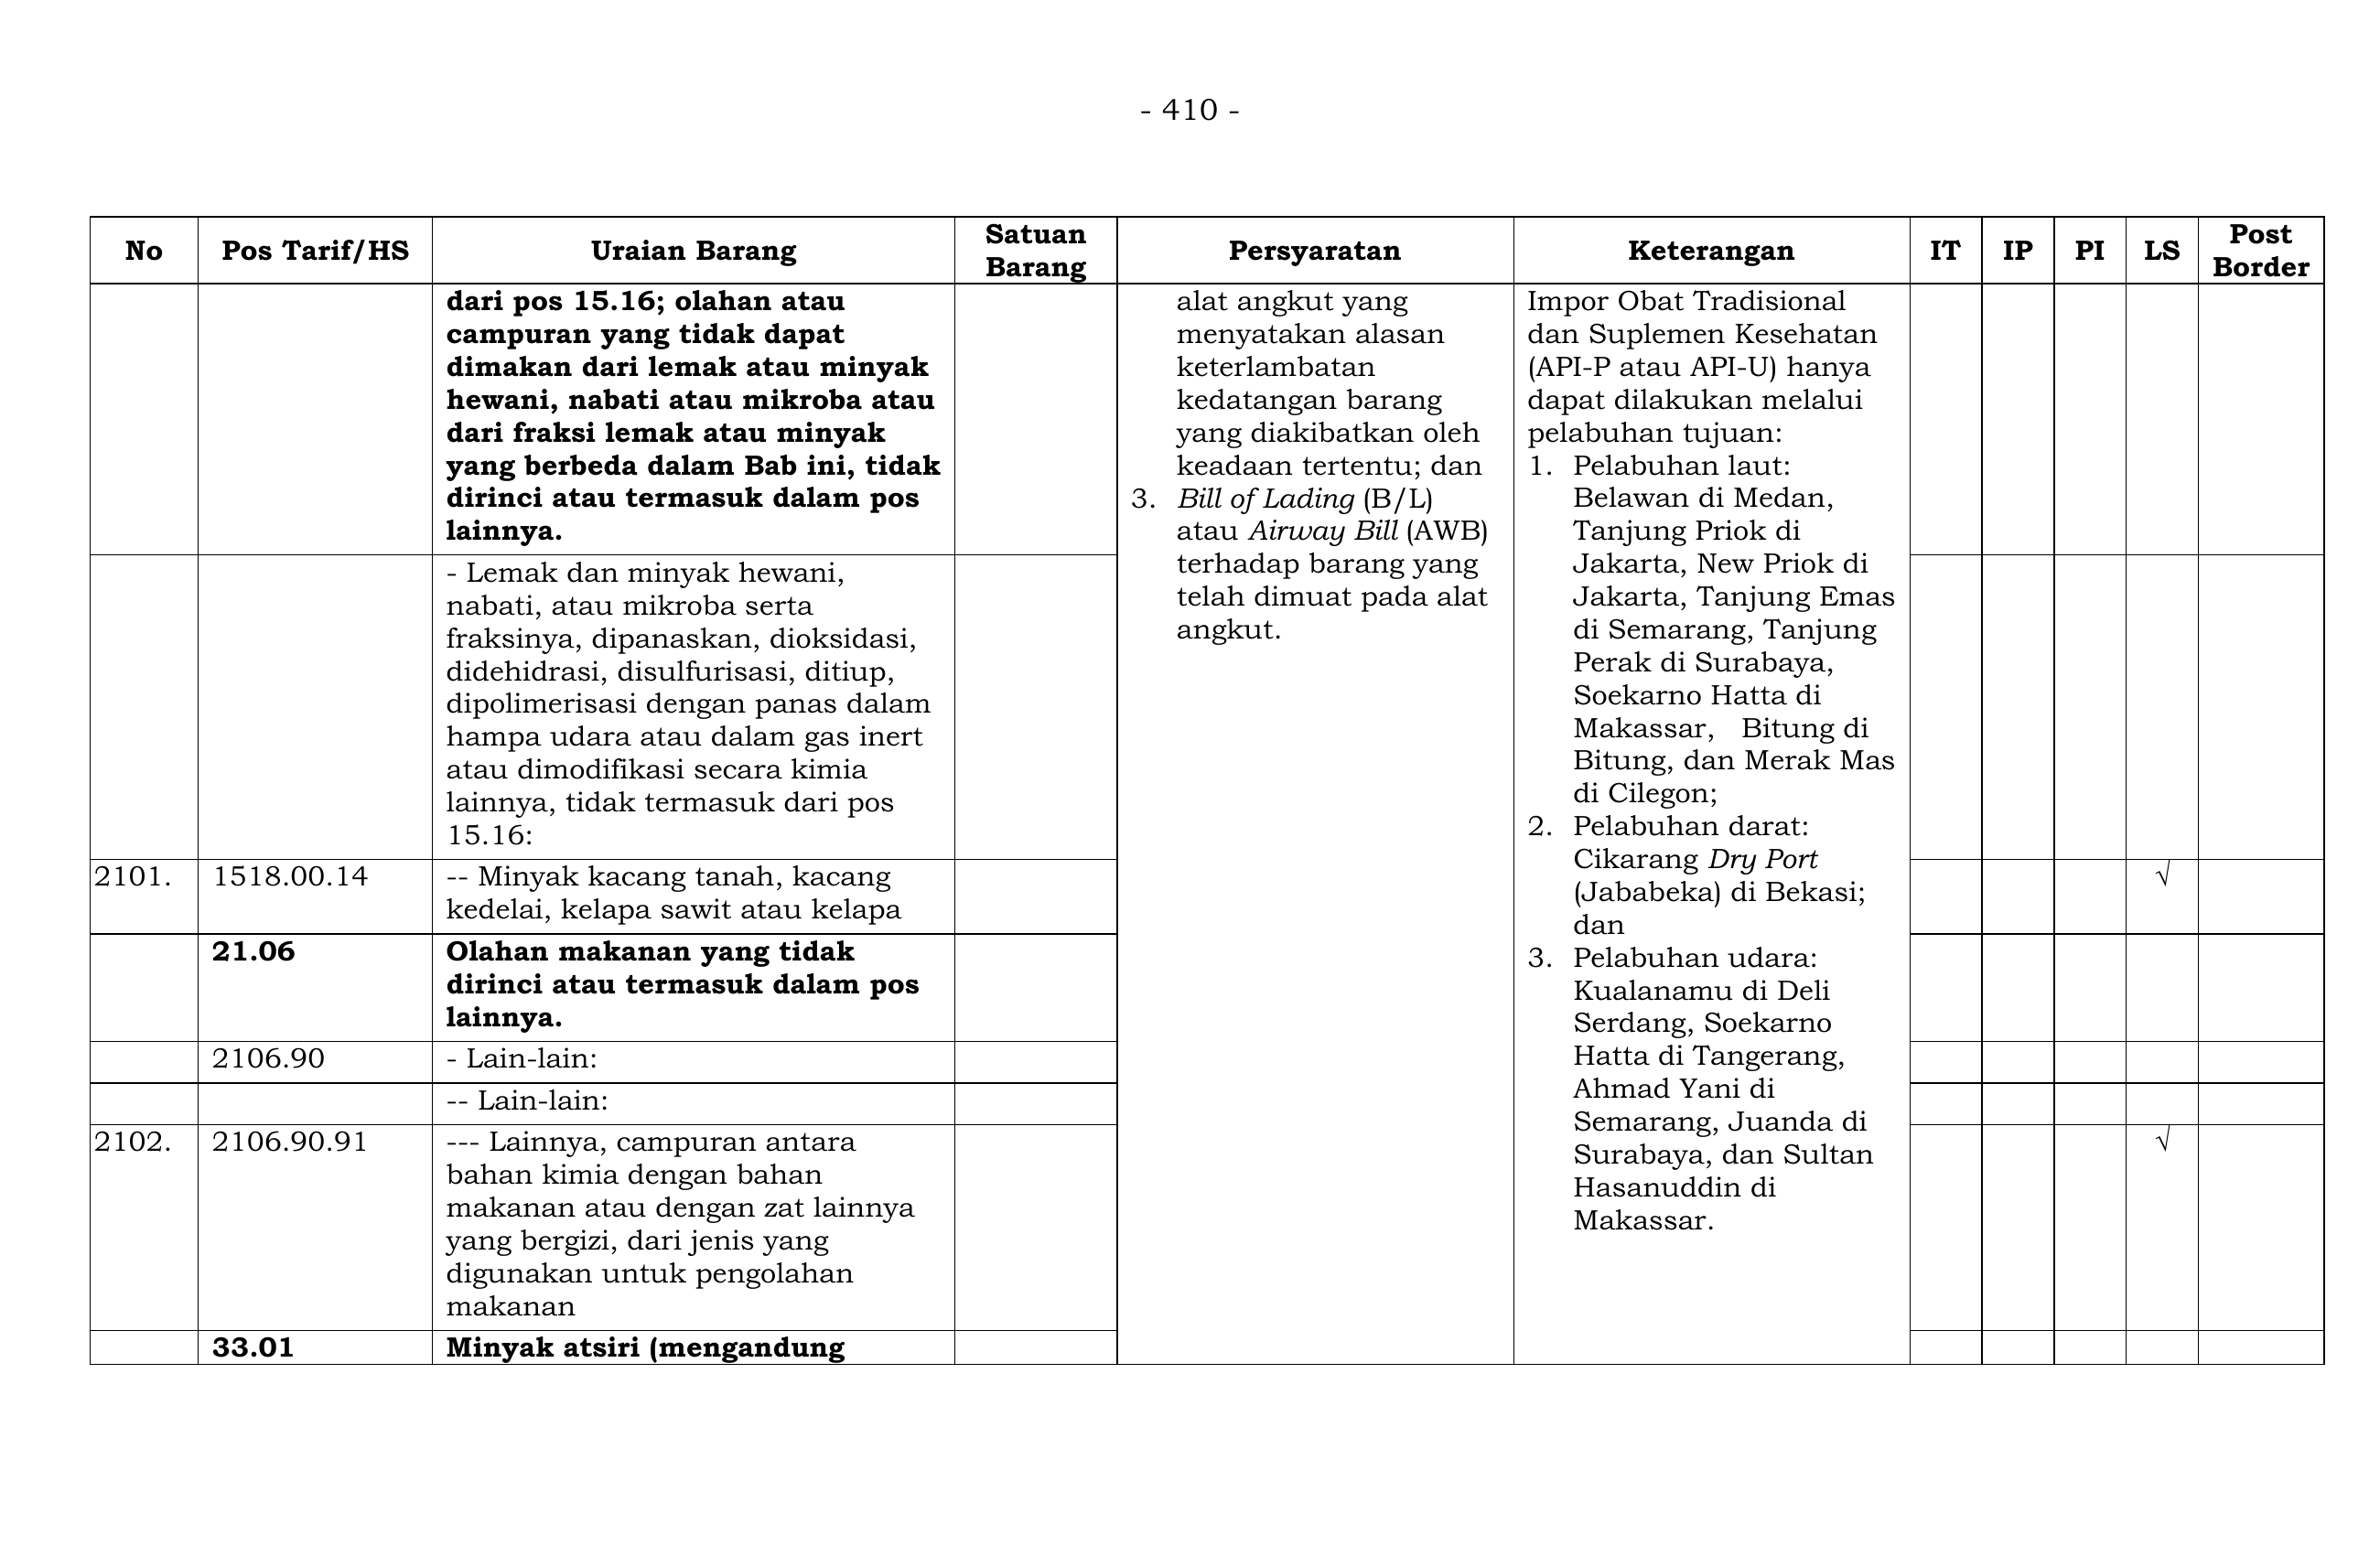 - 410 -
No
Pos Tarif/HS
Uraian Barang
Satuan
Barang
Persyaratan
Keterangan
IT
IP
PI
LS
Post
Border
dari pos 15.16; olahan atau
campuran yang tidak dapat
dimakan dari lemak atau minyak
hewani, nabati atau mikroba atau
dari fraksi lemak atau minyak
yang berbeda dalam Bab ini, tidak
dirinci atau termasuk dalam pos
lainnya.
alat angkut yang
menyatakan alasan
keterlambatan
kedatangan barang
yang diakibatkan oleh
keadaan tertentu; dan
3. Bill of Lading (B/L)
atau Airway Bill (AWB)
terhadap barang yang
telah dimuat pada alat
angkut.
Impor Obat Tradisional
dan Suplemen Kesehatan
(API-P atau API-U) hanya
dapat dilakukan melalui
pelabuhan tujuan:
1. Pelabuhan laut:
Belawan di Medan,
Tanjung Priok di
Jakarta, New Priok di
Jakarta, Tanjung Emas
di Semarang, Tanjung
Perak di Surabaya,
Soekarno Hatta di
Makassar, Bitung di
Bitung, dan Merak Mas
di Cilegon;
2. Pelabuhan darat:
Cikarang Dry Port
(Jababeka) di Bekasi;
dan
3. Pelabuhan udara:
Kualanamu di Deli
Serdang, Soekarno
Hatta di Tangerang,
Ahmad Yani di
Semarang, Juanda di
Surabaya, dan Sultan
Hasanuddin di
Makassar.
- Lemak dan minyak hewani,
nabati, atau mikroba serta
fraksinya, dipanaskan, dioksidasi,
didehidrasi, disulfurisasi, ditiup,
dipolimerisasi dengan panas dalam
hampa udara atau dalam gas inert
atau dimodifikasi secara kimia
lainnya, tidak termasuk dari pos
15.16:
2101.
1518.00.14
-- Minyak kacang tanah, kacang
kedelai, kelapa sawit atau kelapa
√
21.06
Olahan makanan yang tidak
dirinci atau termasuk dalam pos
lainnya.
2106.90
- Lain-lain:
-- Lain-lain:
2102.
2106.90.91
--- Lainnya, campuran antara
bahan kimia dengan bahan
makanan atau dengan zat lainnya
yang bergizi, dari jenis yang
digunakan untuk pengolahan
makanan
√
33.01
Minyak atsiri (mengandung